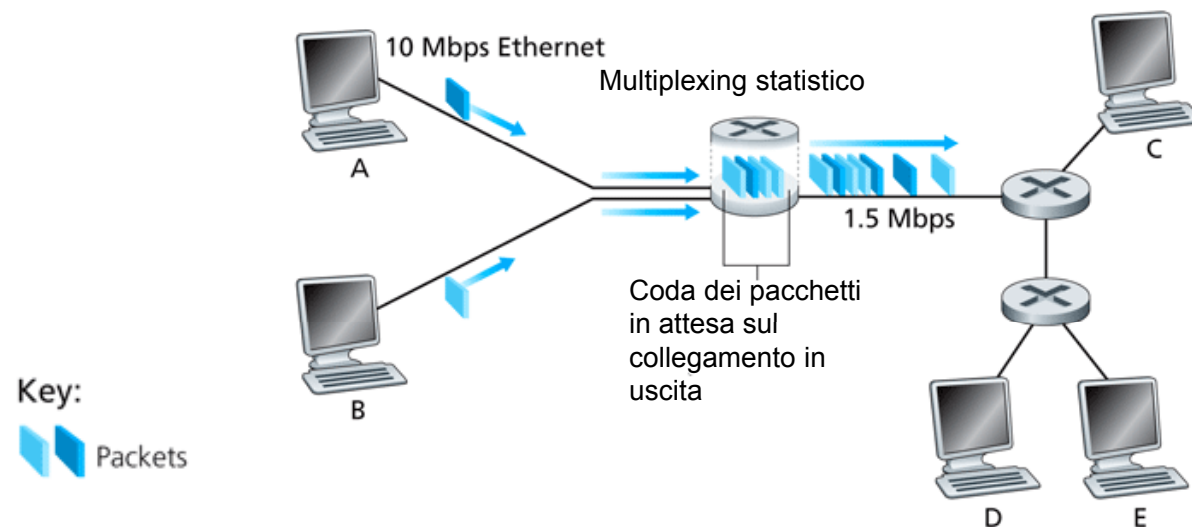 10 Mbps Ethernet
Multiplexing statistico
A
C
1.5 Mbps
Coda dei pacchetti
in attesa sul
collegamento in
uscita
B
Key:
Packets
D
E